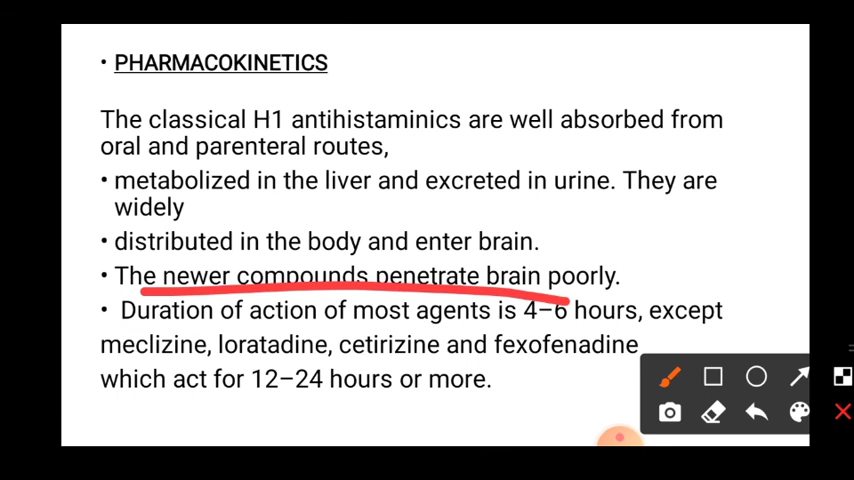 • PHARMACOKINETICS
The classical H1 antihistaminics are well absorbed from
oral and parenteral routes,
• metabolized in the liver and excreted in urine. They are
widely
• distributed in the body and enter brain.
• The newer compounds penetrate brain poorly.
• Duration of action of most agents is 4–6 hours, except
meclizine, loratadine, cetirizine and fexofenadine
which act for 12–24 hours or more.